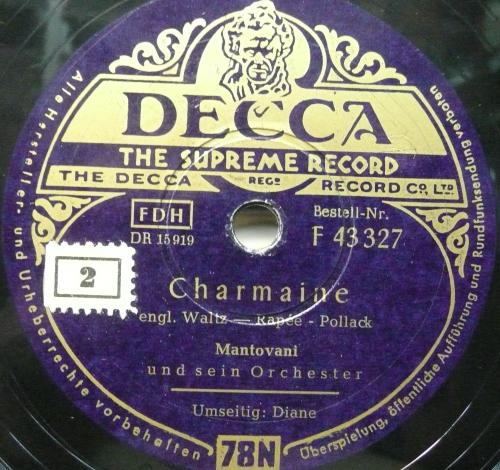 DECCA
THE SUPREME RECORD
THE DECCA REGD RECORD CO. LTD
FDH
DR 15919
Bestell-Nr.
F 43327
2
Charmaine
engl. Waltz — Rapée - Pollack
Mantovani
und sein Orchester
Umseitig: Diane
78N
Alle Hersteller- und Urheberrechte vorbehalten
Überspielung, öffentliche Aufführung und Rundfunksendung verboten